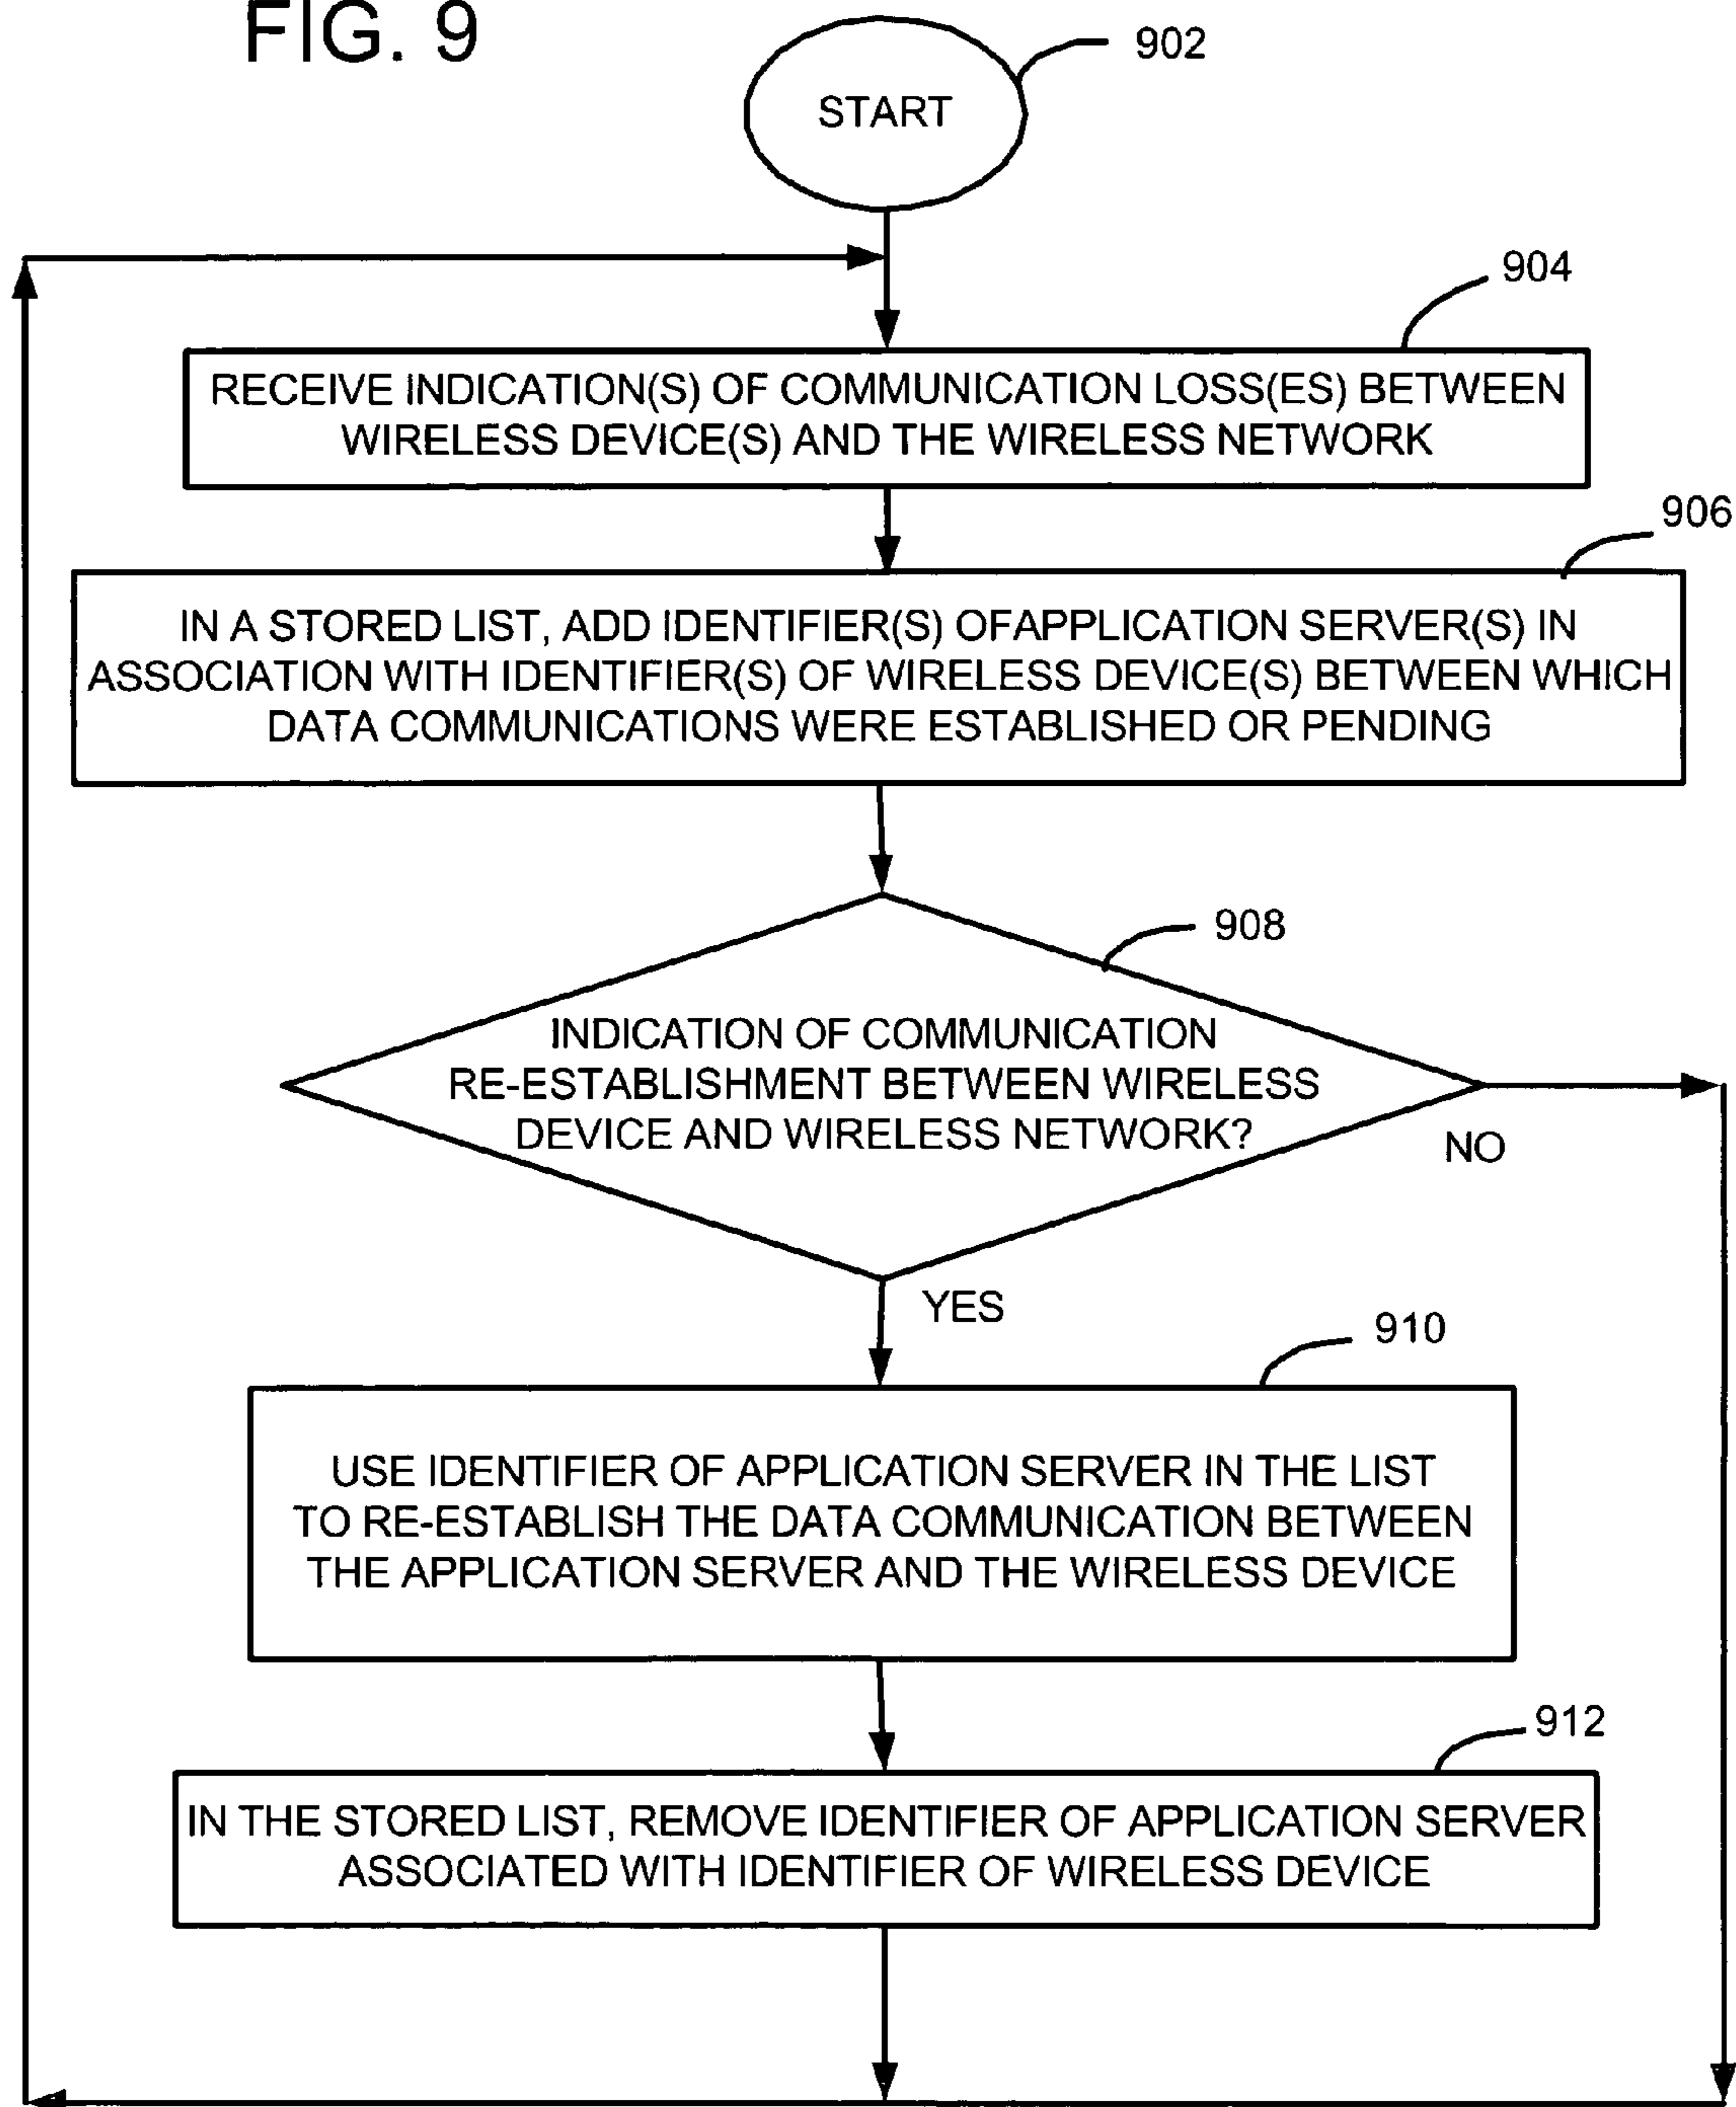 FIG. 9
902
START
904
RECEIVE INDICATION(S) OF COMMUNICATION LOSS(ES) BETWEEN
WIRELESS DEVICE(S) AND THE WIRELESS NETWORK
906
IN A STORED LIST, ADD IDENTIFIER(S) OFAPPLICATION SERVER(S) IN
ASSOCIATION WITH IDENTIFIER(S) OF WIRELESS DEVICE(S) BETWEEN WHICH
DATA COMMUNICATIONS WERE ESTABLISHED OR PENDING
908
INDICATION OF COMMUNICATION
RE-ESTABLISHMENT BETWEEN WIRELESS
DEVICE AND WIRELESS NETWORK?
NO
YES
910
USE IDENTIFIER OF APPLICATION SERVER IN THE LIST
TO RE-ESTABLISH THE DATA COMMUNICATION BETWEEN
THE APPLICATION SERVER AND THE WIRELESS DEVICE
912
IN THE STORED LIST, REMOVE IDENTIFIER OF APPLICATION SERVER
ASSOCIATED WITH IDENTIFIER OF WIRELESS DEVICE